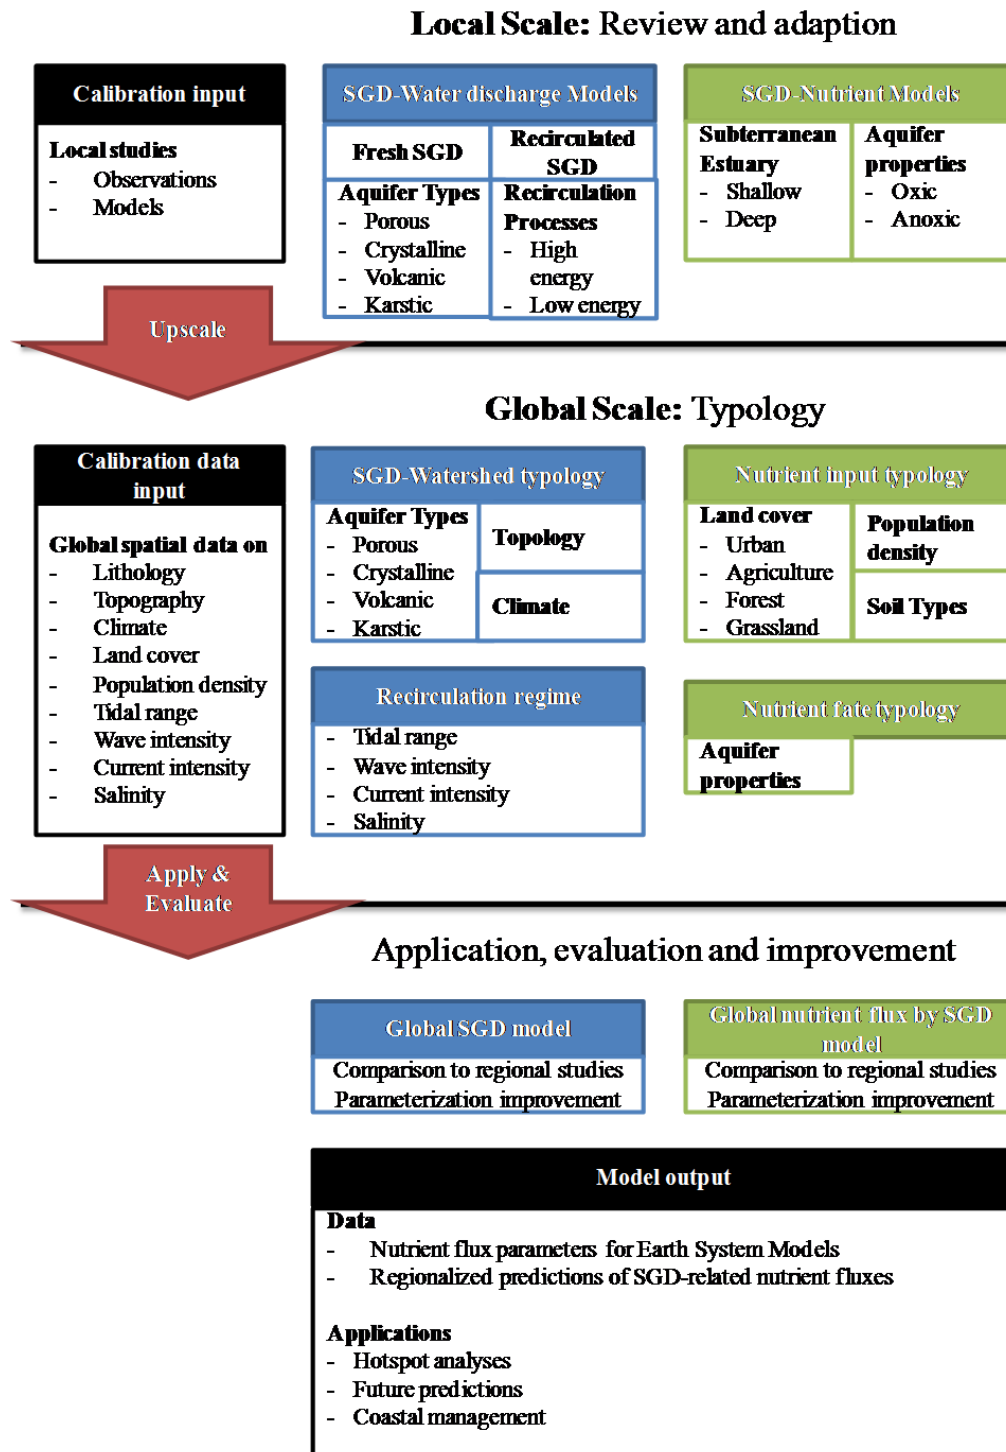 Local Scale: Review and adaption
Calibration input
Local studies
- Observations
- Models
SGD-Water discharge Models
Fresh SGD
Recirculated
SGD
Aquifer Types
- Porous
- Crystalline
- Volcanic
- Karstic
Recirculation
Processes
- High
energy
- Low energy
SGD-Nutrient Models
Subterranean
Estuary
- Shallow
- Deep
Aquifer
properties
- Oxic
- Anoxic
Upscale
Global Scale: Typology
Calibration data
input
Global spatial data on
- Lithology
- Topography
- Climate
- Land cover
- Population density
- Tidal range
- Wave intensity
- Current intensity
- Salinity
SGD-Watershed typology
Aquifer Types
- Porous
- Crystalline
- Volcanic
- Karstic
Topology
Climate
Nutrient input typology
Land cover
- Urban
- Agriculture
- Forest
- Grassland
Population
density
Soil Types
Recirculation regime
- Tidal range
- Wave intensity
- Current intensity
- Salinity
Nutrient fate typology
Aquifer
properties
Apply &
Evaluate
Application, evaluation and improvement
Global SGD model
Comparison to regional studies
Parameterization improvement
Global nutrient flux by SGD
model
Comparison to regional studies
Parameterization improvement
Model output
Data
- Nutrient flux parameters for Earth System Models
- Regionalized predictions of SGD-related nutrient fluxes
Applications
- Hotspot analyses
- Future predictions
- Coastal management